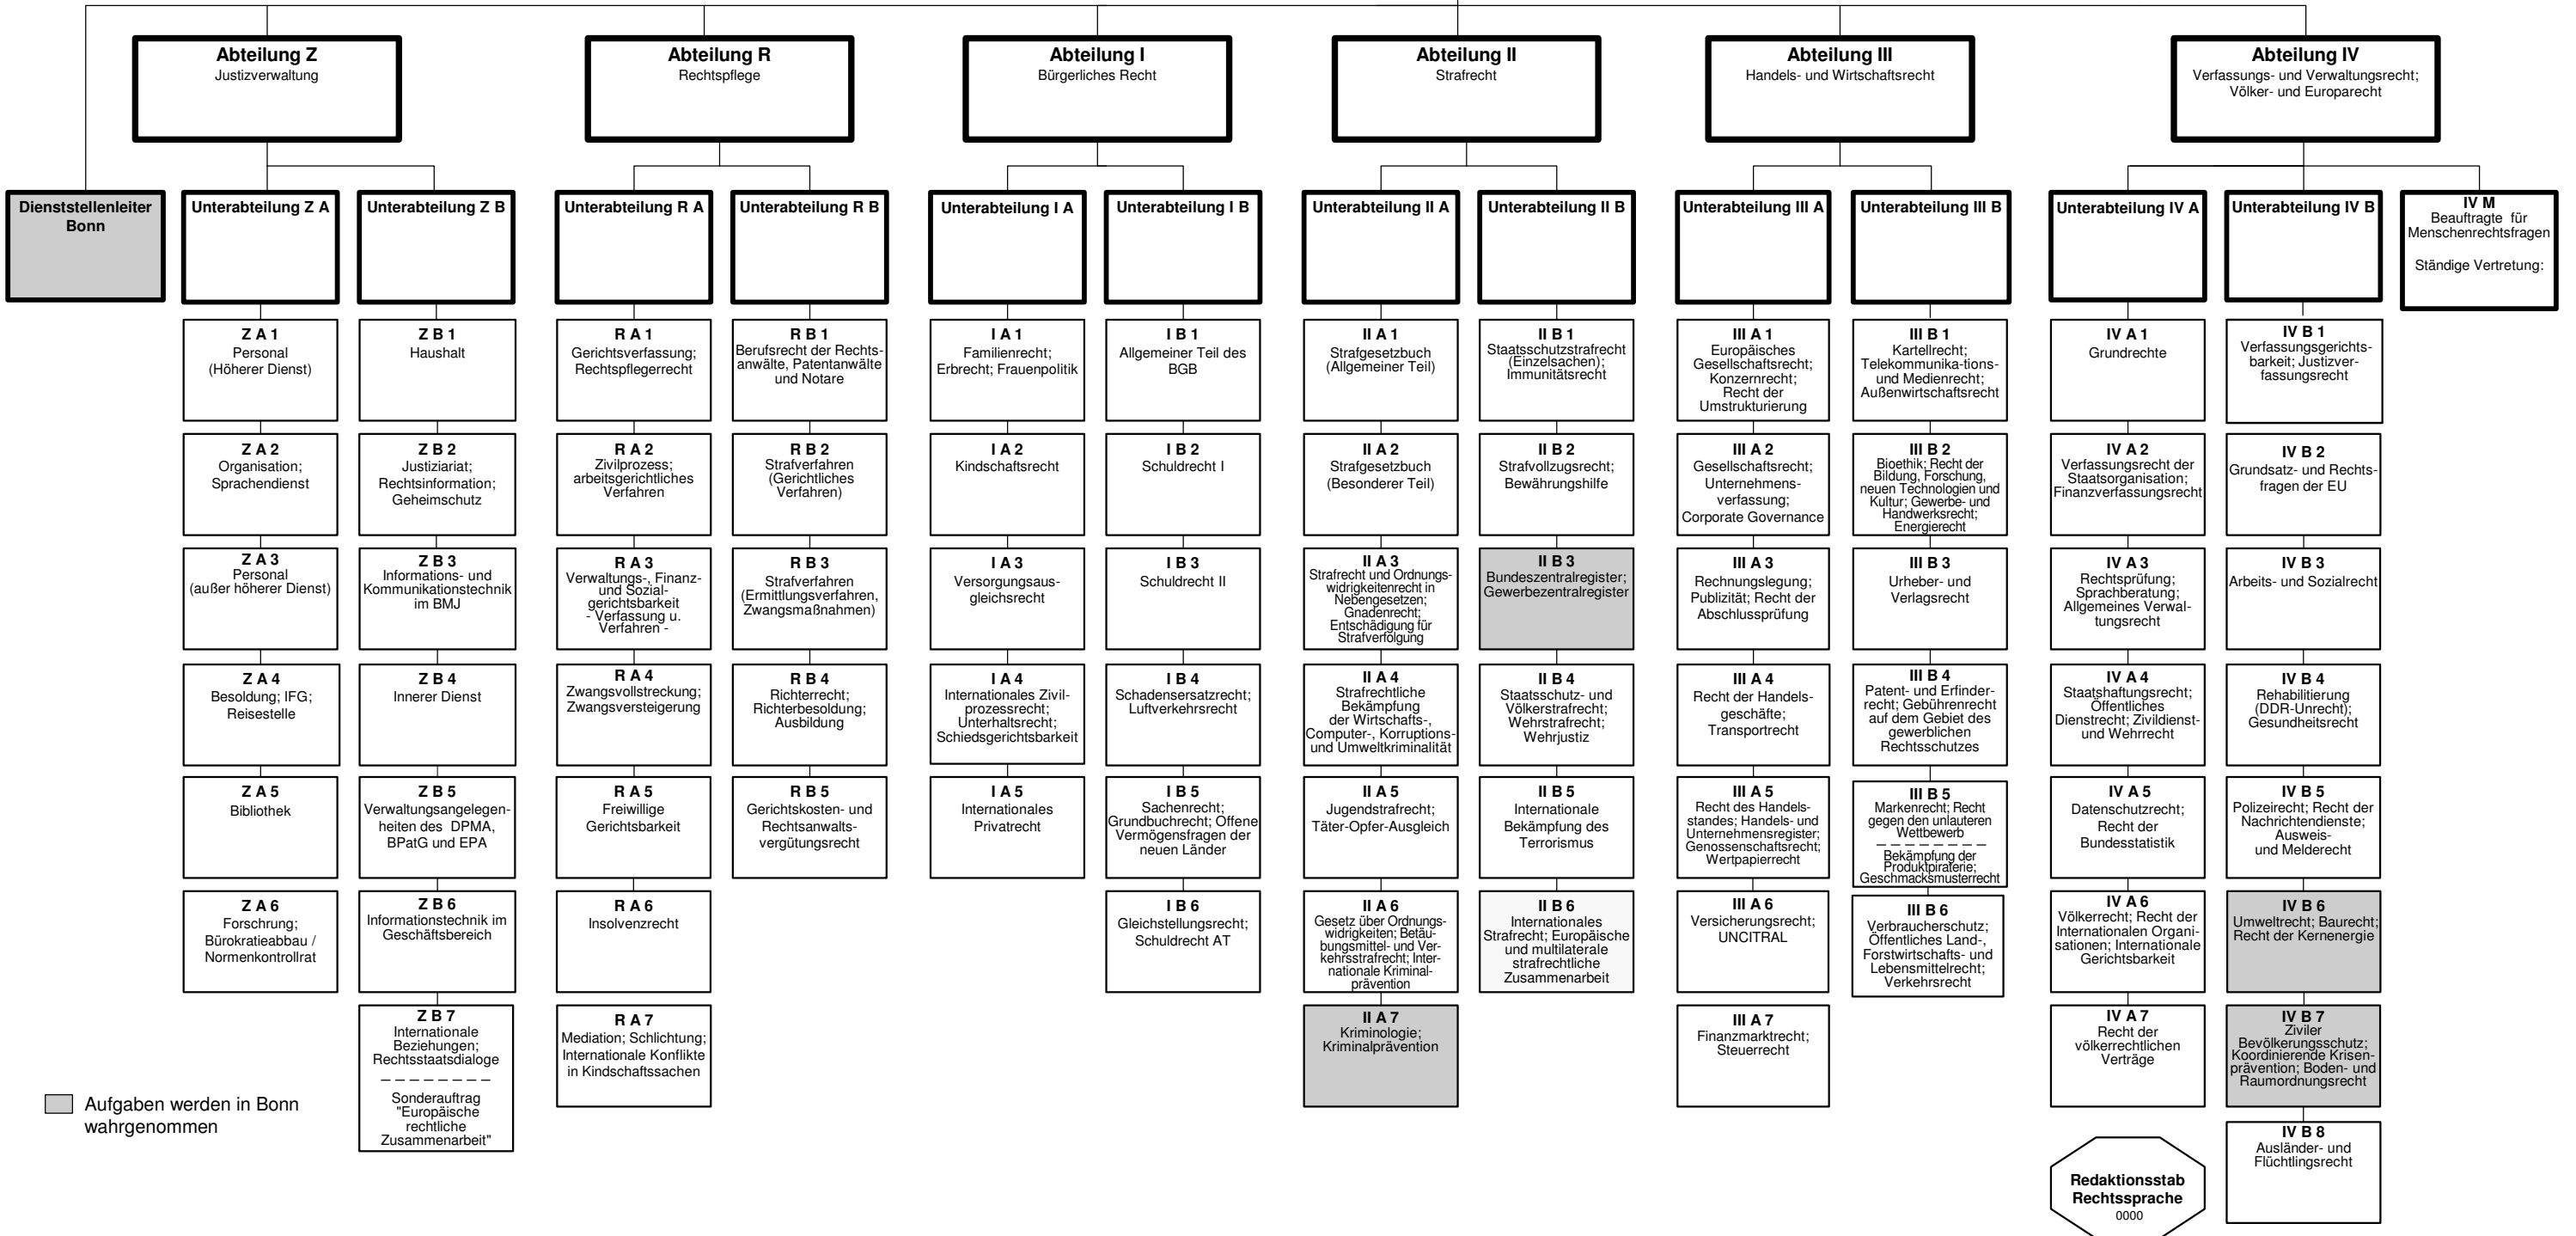 Abteilung Z
Justizverwaltung
Abteilung R
Rechtspflege
Abteilung I
Bürgerliches Recht
Abteilung II
Strafrecht
Abteilung III
Handels- und Wirtschaftsrecht
Abteilung IV
Verfassungs- und Verwaltungsrecht;
Völker- und Europarecht
Dienststellenleiter
Bonn
Unterabteilung Z A
Unterabteilung Z B
Unterabteilung R A
Unterabteilung R B
Unterabteilung I A
Unterabteilung I B
Unterabteilung II A
Unterabteilung II B
Unterabteilung III A
Unterabteilung III B
Unterabteilung IV A
Unterabteilung IV B
IV M
Beauftragte für
Menschenrechtsfragen
Ständige Vertretung:
Z A 1
Personal
(Höherer Dienst)
Z B 1
Haushalt
R A 1
Gerichtsverfassung;
Rechtspflegerrecht
R B 1
Berufsrecht der Rechts-
anwälte, Patentanwälte
und Notare
I A 1
Familienrecht;
Erbrecht; Frauenpolitik
I B 1
Allgemeiner Teil des
BGB
II A 1
Strafgesetzbuch
(Allgemeiner Teil)
II B 1
Staatsschutzstrafrecht
(Einzelsachen);
Immunitätsrecht
III A 1
Europäisches
Gesellschaftsrecht;
Konzernrecht;
Recht der
Umstrukturierung
III B 1
Kartellrecht;
Telekommunika-tions-
und Medienrecht;
Außenwirtschaftsrecht
IV A 1
Grundrechte
IV B 1
Verfassungsgerichts-
barkeit; Justizver-
fassungsrecht
Z A 2
Organisation;
Sprachendienst
Z B 2
Justiziariat;
Rechtsinformation;
Geheimschutz
R A 2
Zivilprozess;
arbeitsgerichtliches
Verfahren
R B 2
Strafverfahren
(Gerichtliches
Verfahren)
I A 2
Kindschaftsrecht
I B 2
Schuldrecht I
II A 2
Strafgesetzbuch
(Besonderer Teil)
II B 2
Strafvollzugsrecht;
Bewährungshilfe
III A 2
Gesellschaftsrecht;
Unternehmens-
verfassung;
Corporate Governance
III B 2
Bioethik; Recht der
Bildung, Forschung,
neuen Technologien und
Kultur; Gewerbe- und
Handwerksrecht;
Energierecht
IV A 2
Verfassungsrecht der
Staatsorganisation;
Finanzverfassungsrecht
IV B 2
Grundsatz- und Rechts-
fragen der EU
Z A 3
Personal
(außer höherer Dienst)
Z B 3
Informations- und
Kommunikationstechnik
im BMJ
R A 3
Verwaltungs-, Finanz-
und Sozial-
gerichtsbarkeit
- Verfassung u.
Verfahren -
R B 3
Strafverfahren
(Ermittlungsverfahren,
Zwangsmaßnahmen)
I A 3
Versorgungsaus-
gleichsrecht
I B 3
Schuldrecht II
II A 3
Strafrecht und Ordnungs-
widrigkeitenrecht in
Nebengesetzen;
Gnadenrecht;
Entschädigung für
Strafverfolgung
II B 3
Bundeszentralregister;
Gewerbezentralregister
III A 3
Rechnungslegung;
Publizität; Recht der
Abschlussprüfung
III B 3
Urheber- und
Verlagsrecht
IV A 3
Rechtsprüfung;
Sprachberatung;
Allgemeines Verwal-
tungsrecht
IV B 3
Arbeits- und Sozialrecht
Z A 4
Besoldung; IFG;
Reisestelle
Z B 4
Innerer Dienst
R A 4
Zwangsvollstreckung;
Zwangsversteigerung
R B 4
Richterrecht;
Richterbesoldung;
Ausbildung
I A 4
Internationales Zivil-
prozessrecht;
Unterhaltsrecht;
Schiedsgerichtsbarkeit
I B 4
Schadensersatzrecht;
Luftverkehrsrecht
II A 4
Strafrechtliche
Bekämpfung
der Wirtschafts-,
Computer-, Korruptions-
und Umweltkriminalität
II B 4
Staatsschutz- und
Völkerstrafrecht;
Wehrstrafrecht;
Wehrjustiz
III A 4
Recht der Handels-
geschäfte;
Transportrecht
III B 4
Patent- und Erfinder-
recht; Gebührenrecht
auf dem Gebiet des
gewerblichen
Rechtsschutzes
IV A 4
Staatshaftungsrecht;
Öffentliches
Dienstrecht; Zivildienst-
und Wehrrecht
IV B 4
Rehabilitierung
(DDR-Unrecht);
Gesundheitsrecht
Z A 5
Bibliothek
Z B 5
Verwaltungsangelegen-
heiten des DPMA,
BPatG und EPA
R A 5
Freiwillige
Gerichtsbarkeit
R B 5
Gerichtskosten- und
Rechtsanwalts-
vergütungsrecht
I A 5
Internationales
Privatrecht
I B 5
Sachenrecht;
Grundbuchrecht; Offene
Vermögensfragen der
neuen Länder
II A 5
Jugendstrafrecht;
Täter-Opfer-Ausgleich
II B 5
Internationale
Bekämpfung des
Terrorismus
III A 5
Recht des Handels-
standes; Handels- und
Unternehmensregister;
Genossenschaftsrecht;
Wertpapierrecht
III B 5
Markenrecht; Recht
gegen den unlauteren
Wettbewerb
Bekämpfung der
Produktpiraterie;
Geschmacksmusterrecht
IV A 5
Datenschutzrecht;
Recht der
Bundesstatistik
IV B 5
Polizeirecht; Recht der
Nachrichtendienste;
Ausweis-
und Melderecht
Z A 6
Forschrung;
Bürokratieabbau /
Normenkontrollrat
Z B 6
Informationstechnik im
Geschäftsbereich
R A 6
Insolvenzrecht
I B 6
Gleichstellungsrecht;
Schuldrecht AT
II A 6
Gesetz über Ordnungs-
widrigkeiten; Betäu-
bungsmittel- und Ver-
kehrsstrafrecht; Inter-
nationale Kriminal-
prävention
II B 6
Internationales
Strafrecht; Europäische
und multilaterale
strafrechtliche
Zusammenarbeit
III A 6
Versicherungsrecht;
UNCITRAL
III B 6
Verbraucherschutz;
Öffentliches Land-,
Forstwirtschafts- und
Lebensmittelrecht;
Verkehrsrecht
IV A 6
Völkerrecht; Recht der
Internationalen Organi-
sationen; Internationale
Gerichtsbarkeit
IV B 6
Umweltrecht; Baurecht;
Recht der Kernenergie
Z B 7
Internationale
Beziehungen;
Rechtsstaatsdialoge
Sonderauftrag
"Europäische
rechtliche
Zusammenarbeit"
R A 7
Mediation; Schlichtung;
Internationale Konflikte
in Kindschaftssachen
II A 7
Kriminologie;
Kriminalprävention
III A 7
Finanzmarktrecht;
Steuerrecht
IV A 7
Recht der
völkerrechtlichen
Verträge
IV B 7
Ziviler
Bevölkerungsschutz;
Koordinierende Krisen-
prävention; Boden- und
Raumordnungsrecht
Aufgaben werden in Bonn
wahrgenommen
IV B 8
Ausländer- und
Flüchtlingsrecht
Redaktionsstab
Rechtssprache
0000